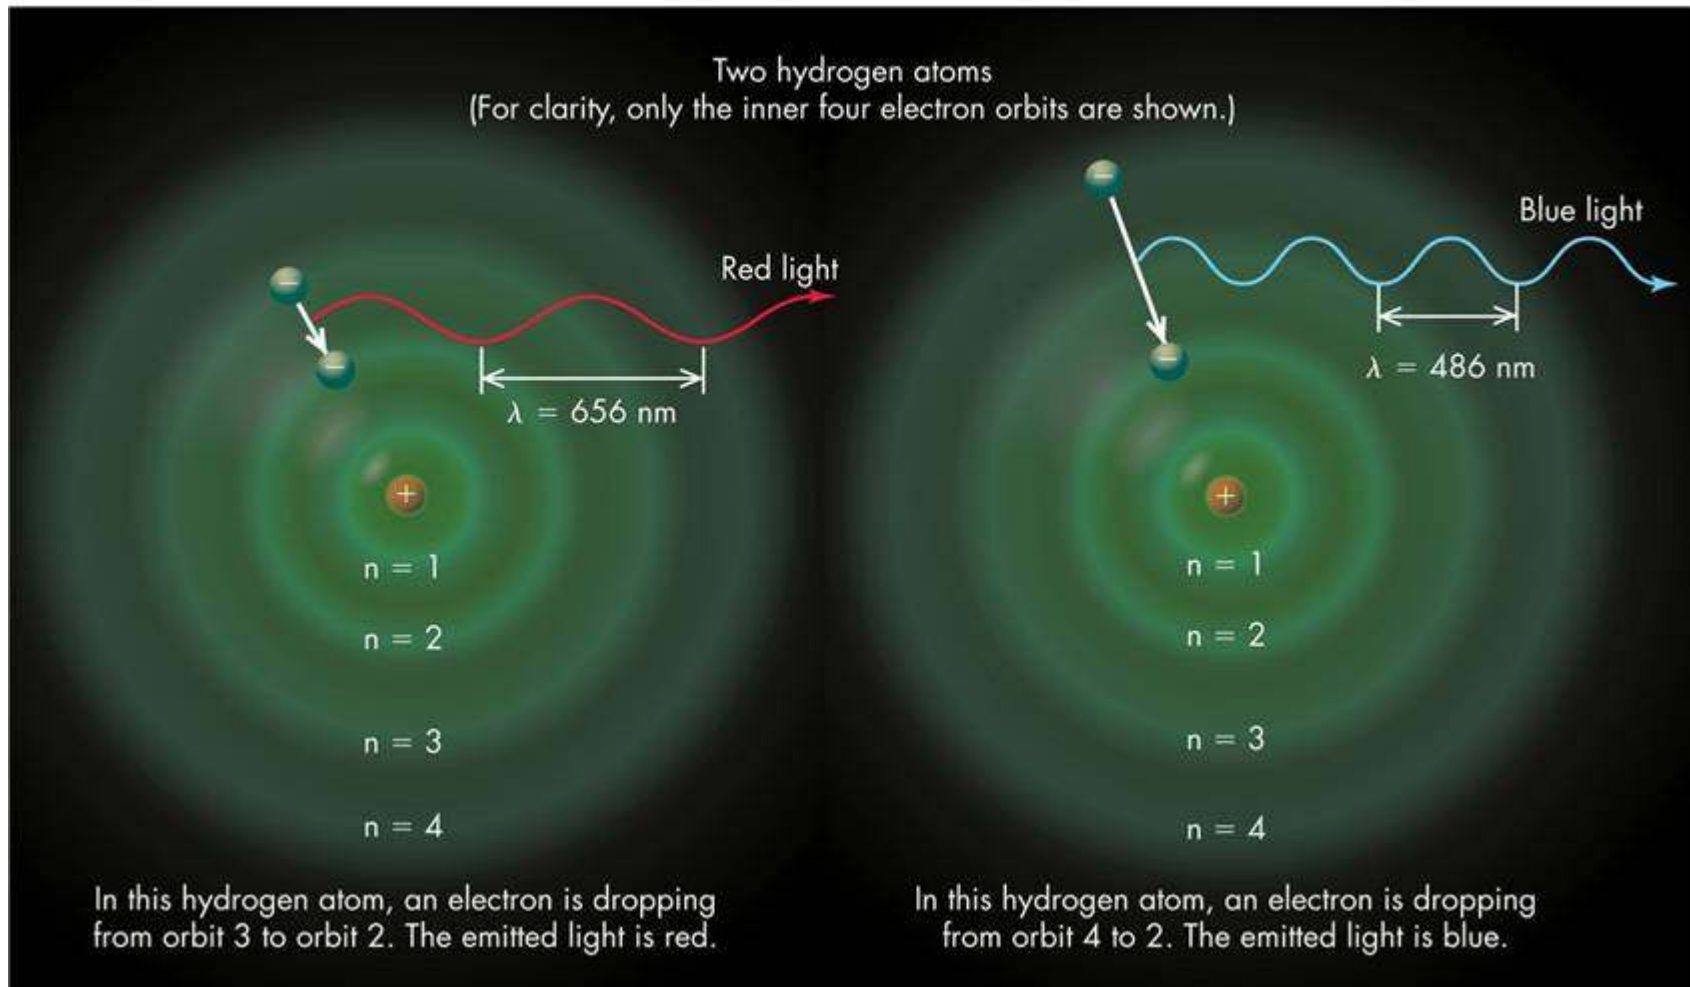 Two hydrogen atoms
(For clarity, only the inner four electron orbits are shown.)
Red light
λ = 656 nm
+
n = 1
n = 2
n = 3
n = 4
In this hydrogen atom, an electron is dropping
from orbit 3 to orbit 2. The emitted light is red.
Blue light
λ = 486 nm
+
n = 1
n = 2
n = 3
n = 4
In this hydrogen atom, an electron is dropping
from orbit 4 to 2. The emitted light is blue.